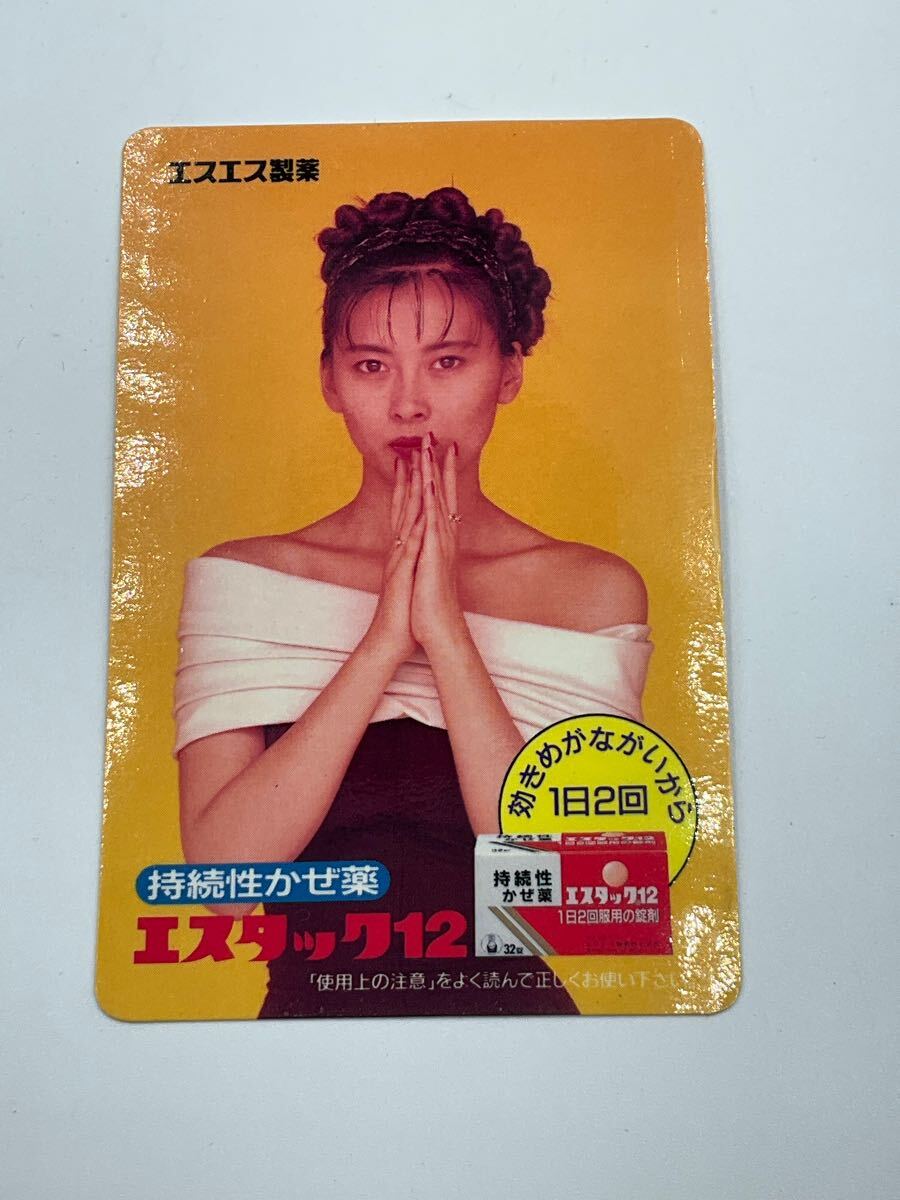 エスエス製薬
効きめがながいから
1日2回
持続性かぜ薬
エスタック12
持続性
かぜ薬
エスタック12
1日2回服用の錠剤
32錠
「使用上の注意」をよく読んで正しくお使い下さい